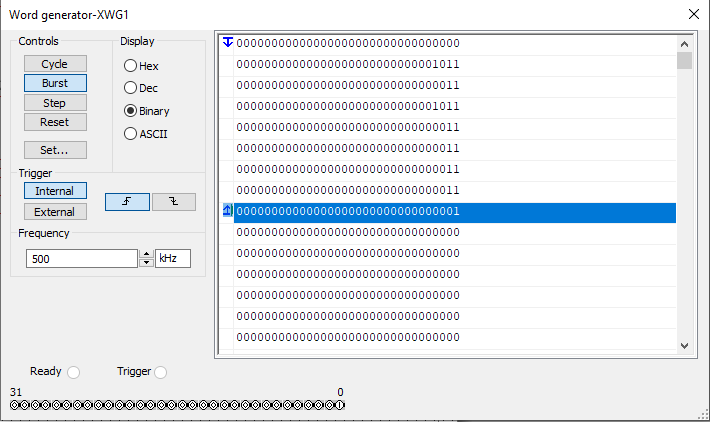 Word generator-XWG1
Controls
Cycle
Burst
Step
Reset
Set...
Display
Hex
Dec
Binary
ASCII
Trigger
Internal
External
Frequency
500
kHz
00000000000000000000000000000000
00000000000000000000000000001011
00000000000000000000000000000011
00000000000000000000000000001011
00000000000000000000000000000011
00000000000000000000000000000011
00000000000000000000000000000011
00000000000000000000000000000011
00000000000000000000000000000001
00000000000000000000000000000000
00000000000000000000000000000000
00000000000000000000000000000000
00000000000000000000000000000000
00000000000000000000000000000000
00000000000000000000000000000000
Ready
Trigger
31
0